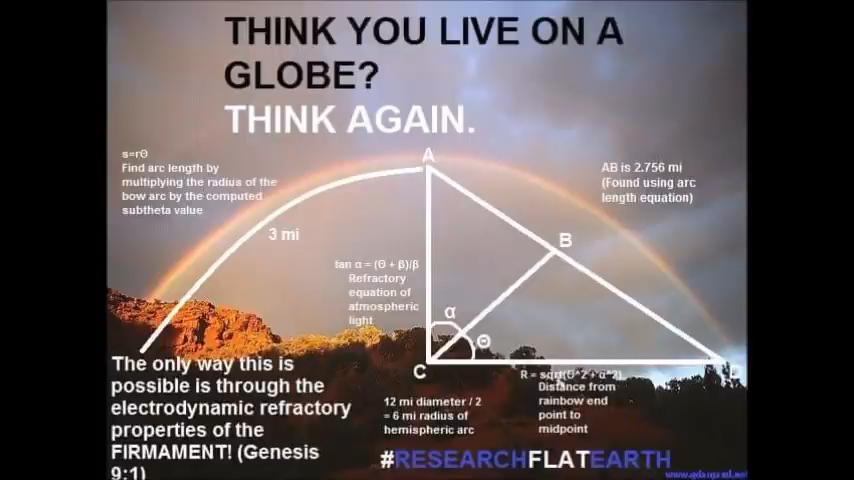 THINK YOU LIVE ON A
GLOBE?
THINK AGAIN.
s=rΘ
Find arc length by
multiplying the radius of the
bow arc by the computed
subtheta value
A
AB is 2.756 mi
(Found using arc
length equation)
3 mi
B
tan α = (Θ + β)/β
Refractory
equation of
atmospheric
light
α
Θ
C
The only way this is
possible is through the
electrodynamic refractory
properties of the
FIRMAMENT! (Genesis
9:1)
12 mi diameter / 2
= 6 mi radius of
hemispheric arc
R = sqrt(Θ^2 + α^2)
Distance from
rainbow end
point to
midpoint
#RESEARCHFLATEARTH